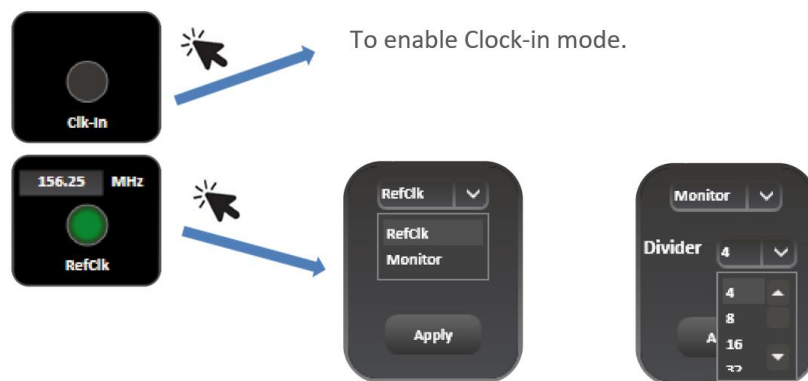 To enable Clock-in mode.
Clk-In
156.25 MHz
RefClk
RefClk
RefClk
Monitor
Apply
Monitor
Divider 4
4
8
16
32